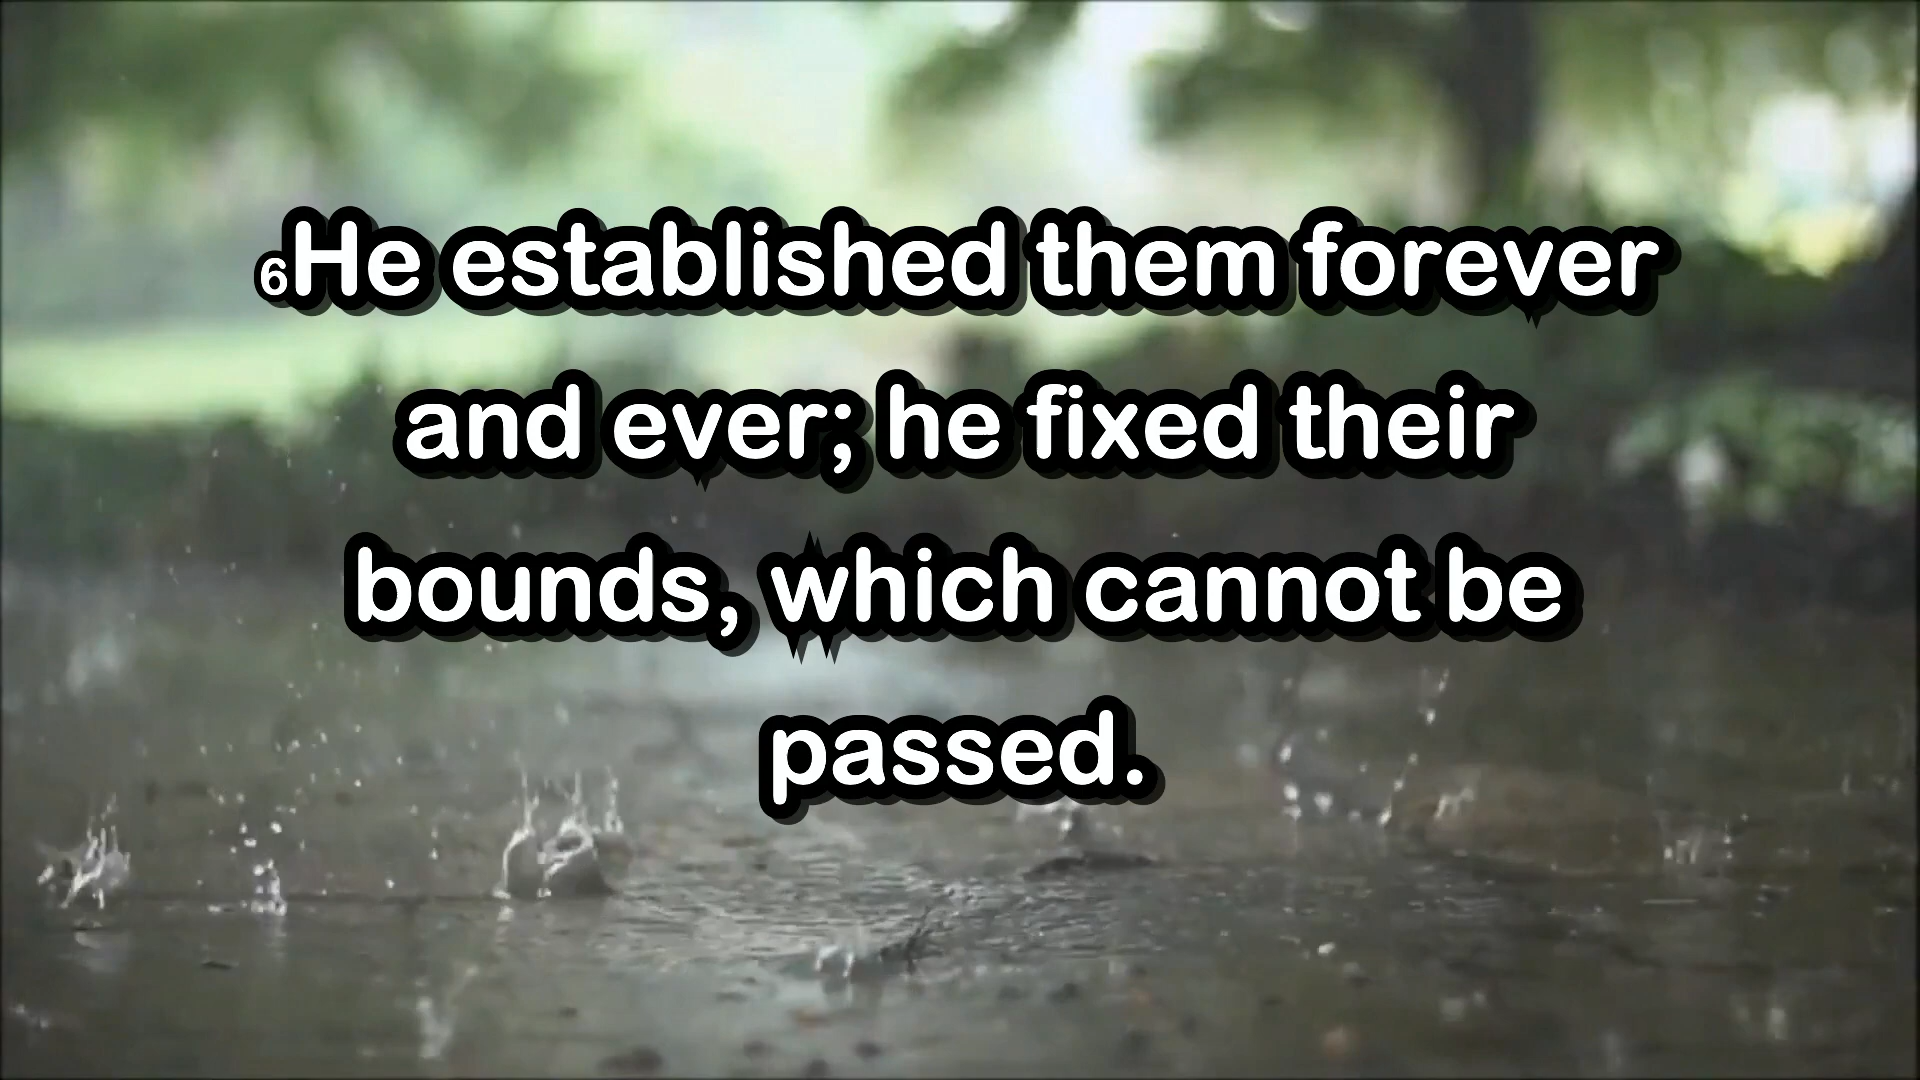 6He established them forever
and ever; he fixed their
bounds, which cannot be
passed.